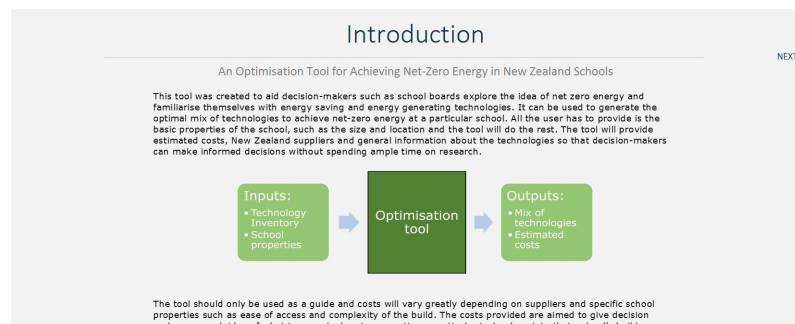 Introduction
NEXT
An Optimisation Tool for Achieving Net-Zero Energy in New Zealand Schools
This tool was created to aid decision-makers such as school boards explore the idea of net zero energy and
familiarise themselves with energy saving and energy generating technologies. It can be used to generate the
optimal mix of technologies to achieve net-zero energy at a particular school. All the user has to provide is the
basic properties of the school, such as the size and location and the tool will do the rest. The tool will provide
estimated costs, New Zealand suppliers and general information about the technologies so that decision-makers
can make informed decisions without spending ample time on research.
Inputs:
• Technology
Inventory
• School
properties
Optimisation
tool
Outputs:
• Mix of
technologies
• Estimated
costs
The tool should only be used as a guide and costs will vary greatly depending on suppliers and specific school
properties such as ease of access and complexity of the build. The costs provided are aimed to give decision